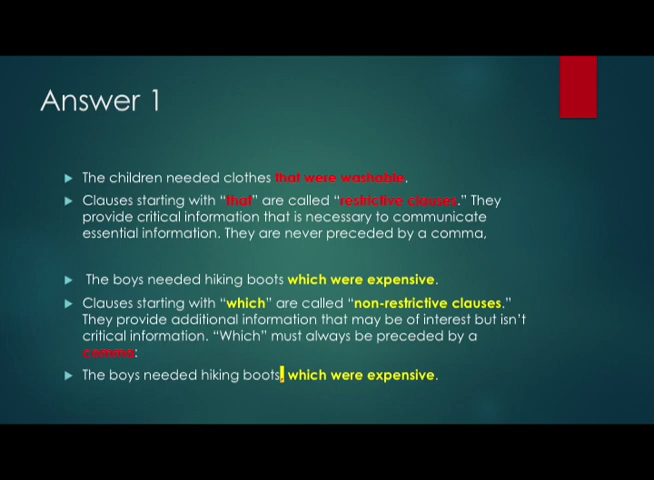 Answer 1
The children needed clothes that were washable.
Clauses starting with “that” are called “restrictive clauses.” They
provide critical information that is necessary to communicate
essential information. They are never preceded by a comma,
The boys needed hiking boots which were expensive.
Clauses starting with “which” are called “non-restrictive clauses.”
They provide additional information that may be of interest but isn’t
critical information. “Which” must always be preceded by a
comma:
The boys needed hiking boots, which were expensive.